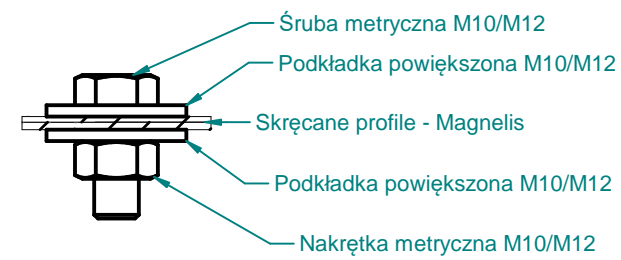 Śruba metryczna M10/M12
Podkładka powiększona M10/M12
Skręcane profile - Magnelis
Podkładka powiększona M10/M12
Nakrętka metryczna M10/M12